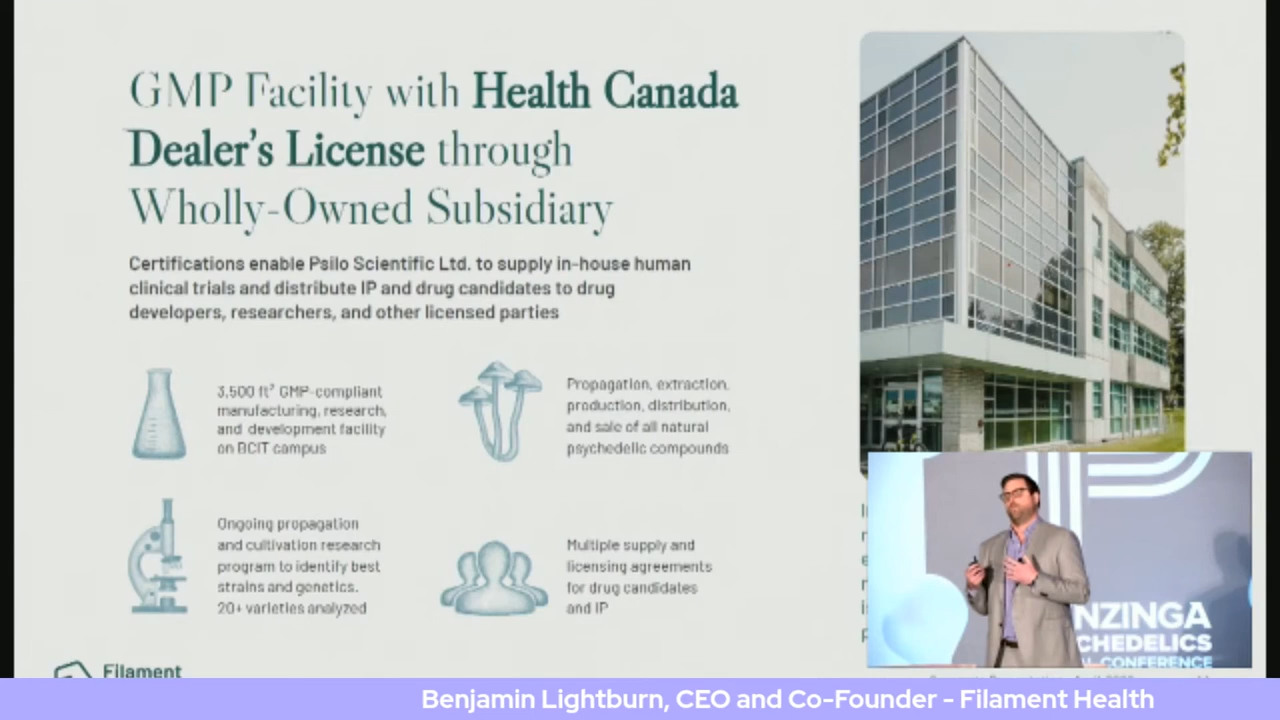 GMP Facility with Health Canada
Dealer's License through
Wholly-Owned Subsidiary
Certifications enable Psilo Scientific Ltd. to supply in-house human
clinical trials and distribute IP and drug candidates to drug
developers, researchers, and other licensed parties
3,500 ft² GMP-compliant
manufacturing, research,
and development facility
on BCIT campus
Propagation, extraction,
production, distribution,
and sale of all natural
psychedelic compounds
Ongoing propagation
and cultivation research
program to identify best
strains and genetics.
20+ varieties analyzed
Multiple supply and
licensing agreements
for drug candidates
and IP
Filament
NZINGA
CHEDELICS
CONFERENCE
Benjamin Lightburn, CEO and Co-Founder - Filament Health